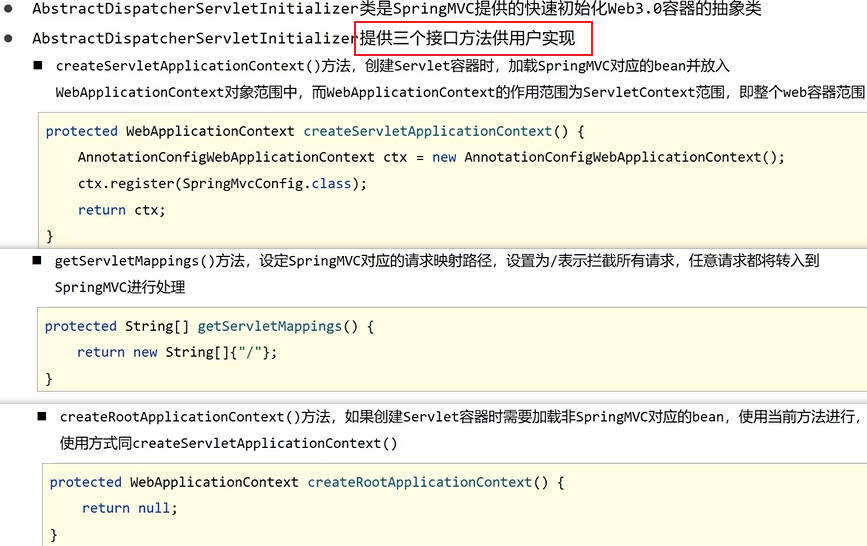 AbstractDispatcherServletInitializer类是SpringMVC提供的快速初始化Web3.0容器的抽象类
AbstractDispatcherServletInitializer提供三个接口方法供用户实现
createServletApplicationContext()方法，创建Servlet容器时，加载SpringMVC对应的bean并放入
WebApplicationContext对象范围中，而WebApplicationContext的作用范围为ServletContext范围，即整个web容器范围
protected WebApplicationContext createServletApplicationContext() {
    AnnotationConfigWebApplicationContext ctx = new AnnotationConfigWebApplicationContext();
    ctx.register(SpringMvcConfig.class);
    return ctx;
}
getServletMappings()方法，设定SpringMVC对应的请求映射路径，设置为/表示拦截所有请求，任意请求都将转入到
SpringMVC进行处理
protected String[] getServletMappings() {
    return new String[]{"/"};
}
createRootApplicationContext()方法，如果创建Servlet容器时需要加载非SpringMVC对应的bean，使用当前方法进行，
使用方式同createServletApplicationContext()
protected WebApplicationContext createRootApplicationContext() {
    return null;
}